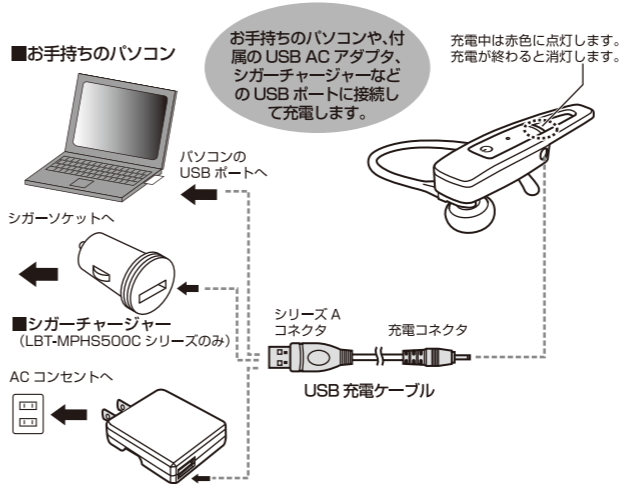 ■お手持ちのパソコン
お手持ちのパソコンや、付
属の USB AC アダプタ、
シガーチャージャーなど
の USB ポートに接続し
て充電します。
充電中は赤色に点灯します。
充電が終わると消灯します。
パソコンの
USB ポートへ
シガーソケットへ
■シガーチャージャー
（LBT-MPHS500C シリーズのみ）
シリーズ A
コネクタ
充電コネクタ
USB 充電ケーブル
AC コンセントへ